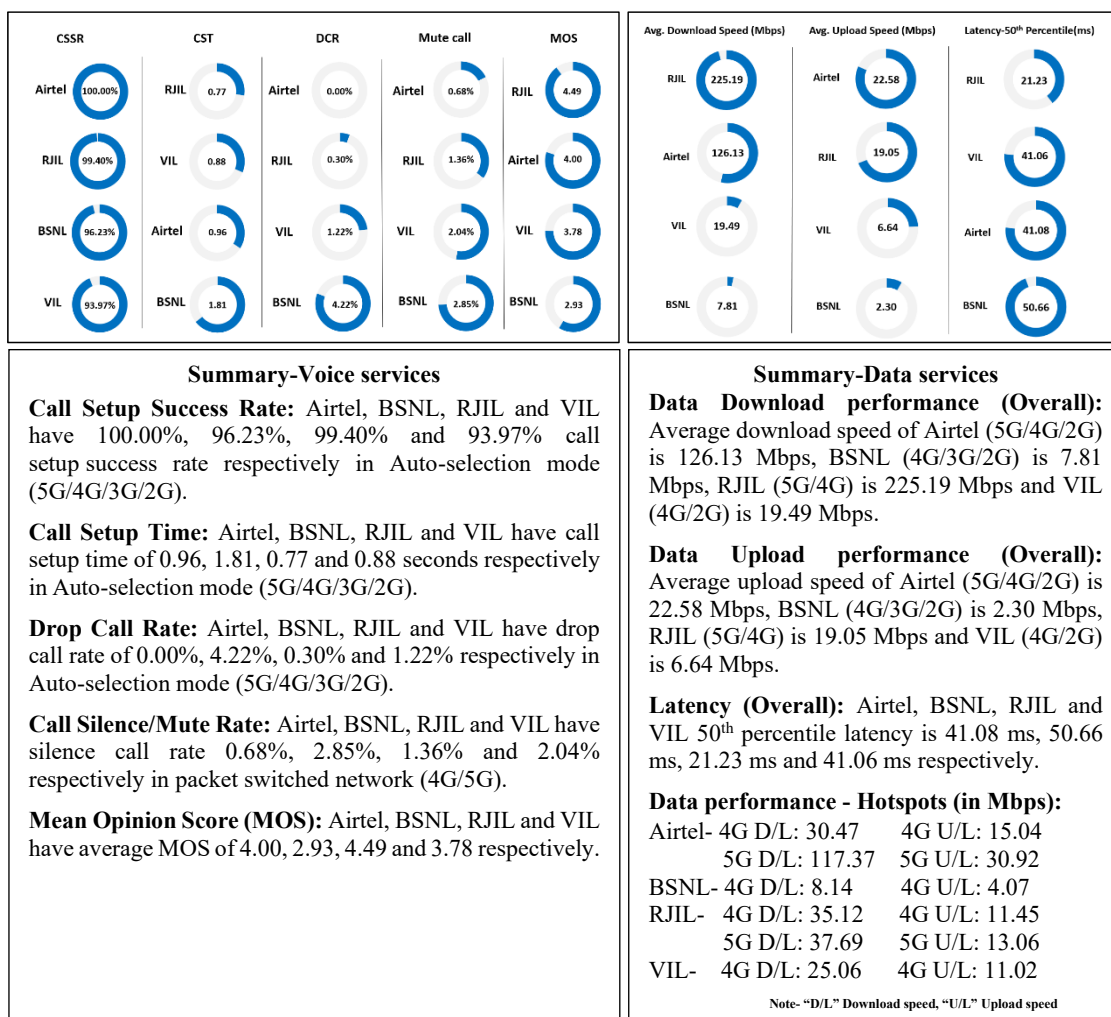 CSSR CST DCR Mute call MOS
Airtel 100.00% RJIL 0.77 Airtel 0.00% Airtel 0.68% RJIL 4.49
RJIL 99.40% VIL 0.88 RJIL 0.30% RJIL 1.36% Airtel 4.00
BSNL 96.23% Airtel 0.96 VIL 1.22% VIL 2.04% VIL 3.78
VIL 93.97% BSNL 1.81 BSNL 4.22% BSNL 2.85% BSNL 2.93
Avg. Download Speed (Mbps) Avg. Upload Speed (Mbps) Latency-50th Percentile(ms)
RJIL 225.19 Airtel 22.58 RJIL 21.23
Airtel 126.13 RJIL 19.05 VIL 41.06
VIL 19.49 VIL 6.64 Airtel 41.08
BSNL 7.81 BSNL 2.30 BSNL 50.66
Summary-Voice services
Call Setup Success Rate: Airtel, BSNL, RJIL and VIL
have 100.00%, 96.23%, 99.40% and 93.97% call
setup success rate respectively in Auto-selection mode
(5G/4G/3G/2G).
Call Setup Time: Airtel, BSNL, RJIL and VIL have call
setup time of 0.96, 1.81, 0.77 and 0.88 seconds respectively
in Auto-selection mode (5G/4G/3G/2G).
Drop Call Rate: Airtel, BSNL, RJIL and VIL have drop
call rate of 0.00%, 4.22%, 0.30% and 1.22% respectively in
Auto-selection mode (5G/4G/3G/2G).
Call Silence/Mute Rate: Airtel, BSNL, RJIL and VIL have
silence call rate 0.68%, 2.85%, 1.36% and 2.04%
respectively in packet switched network (4G/5G).
Mean Opinion Score (MOS): Airtel, BSNL, RJIL and VIL
have average MOS of 4.00, 2.93, 4.49 and 3.78 respectively.
Summary-Data services
Data Download performance (Overall):
Average download speed of Airtel (5G/4G/2G)
is 126.13 Mbps, BSNL (4G/3G/2G) is 7.81
Mbps, RJIL (5G/4G) is 225.19 Mbps and VIL
(4G/2G) is 19.49 Mbps.
Data Upload performance (Overall):
Average upload speed of Airtel (5G/4G/2G) is
22.58 Mbps, BSNL (4G/3G/2G) is 2.30 Mbps,
RJIL (5G/4G) is 19.05 Mbps and VIL (4G/2G)
is 6.64 Mbps.
Latency (Overall): Airtel, BSNL, RJIL and
VIL 50th percentile latency is 41.08 ms, 50.66
ms, 21.23 ms and 41.06 ms respectively.
Data performance - Hotspots (in Mbps):
Airtel- 4G D/L: 30.47 4G U/L: 15.04
5G D/L: 117.37 5G U/L: 30.92
BSNL- 4G D/L: 8.14 4G U/L: 4.07
RJIL- 4G D/L: 35.12 4G U/L: 11.45
5G D/L: 37.69 5G U/L: 13.06
VIL- 4G D/L: 25.06 4G U/L: 11.02
Note- “D/L” Download speed, “U/L” Upload speed